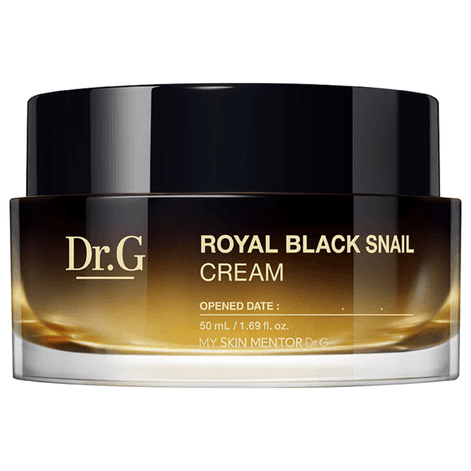 Dr.G
ROYAL BLACK SNAIL
CREAM
OPENED DATE : . .
50 mL / 1.69 fl. oz.
MY SKIN MENTOR Dr.G